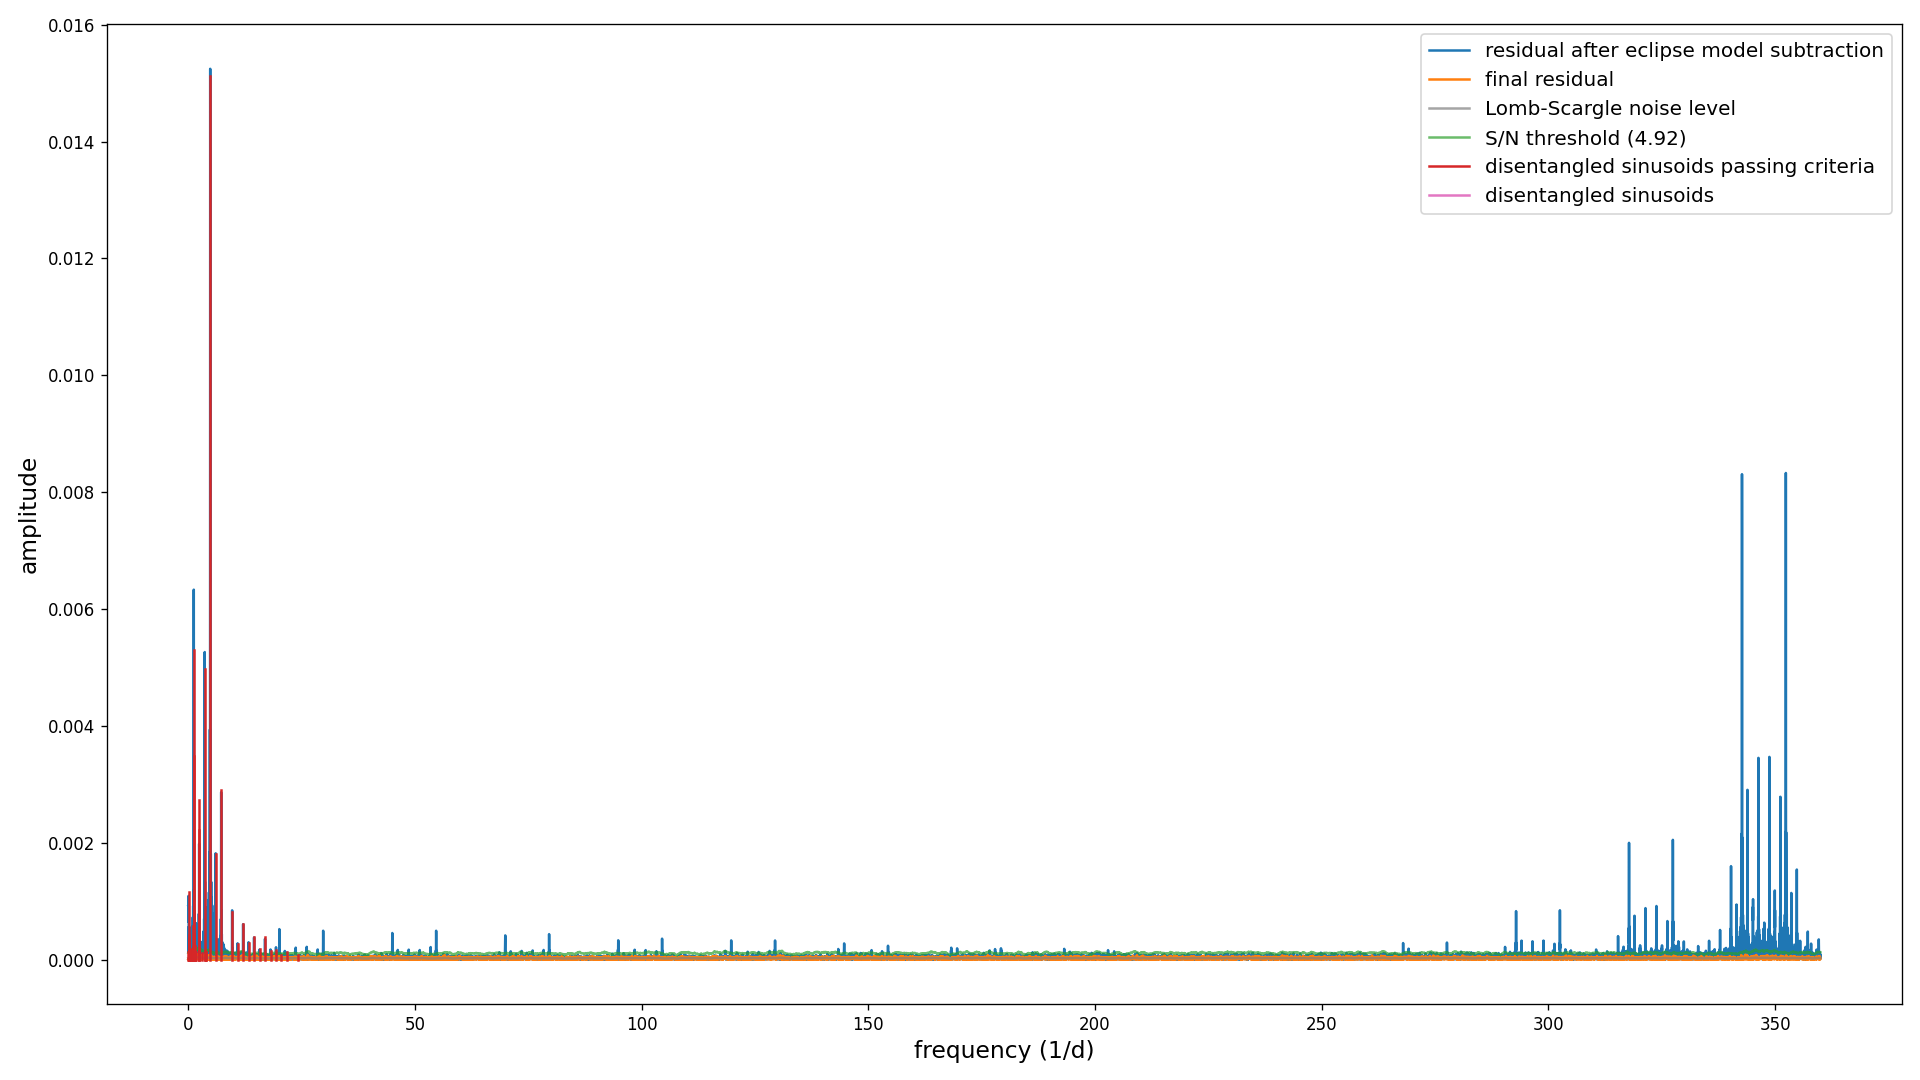 0.016
0.014
0.012
0.010
0.008
0.006
0.004
0.002
0.000
amplitude
residual after eclipse model subtraction
final residual
Lomb-Scargle noise level
S/N threshold (4.92)
disentangled sinusoids passing criteria
disentangled sinusoids
0 50 100 150 200 250 300 350
frequency (1/d)